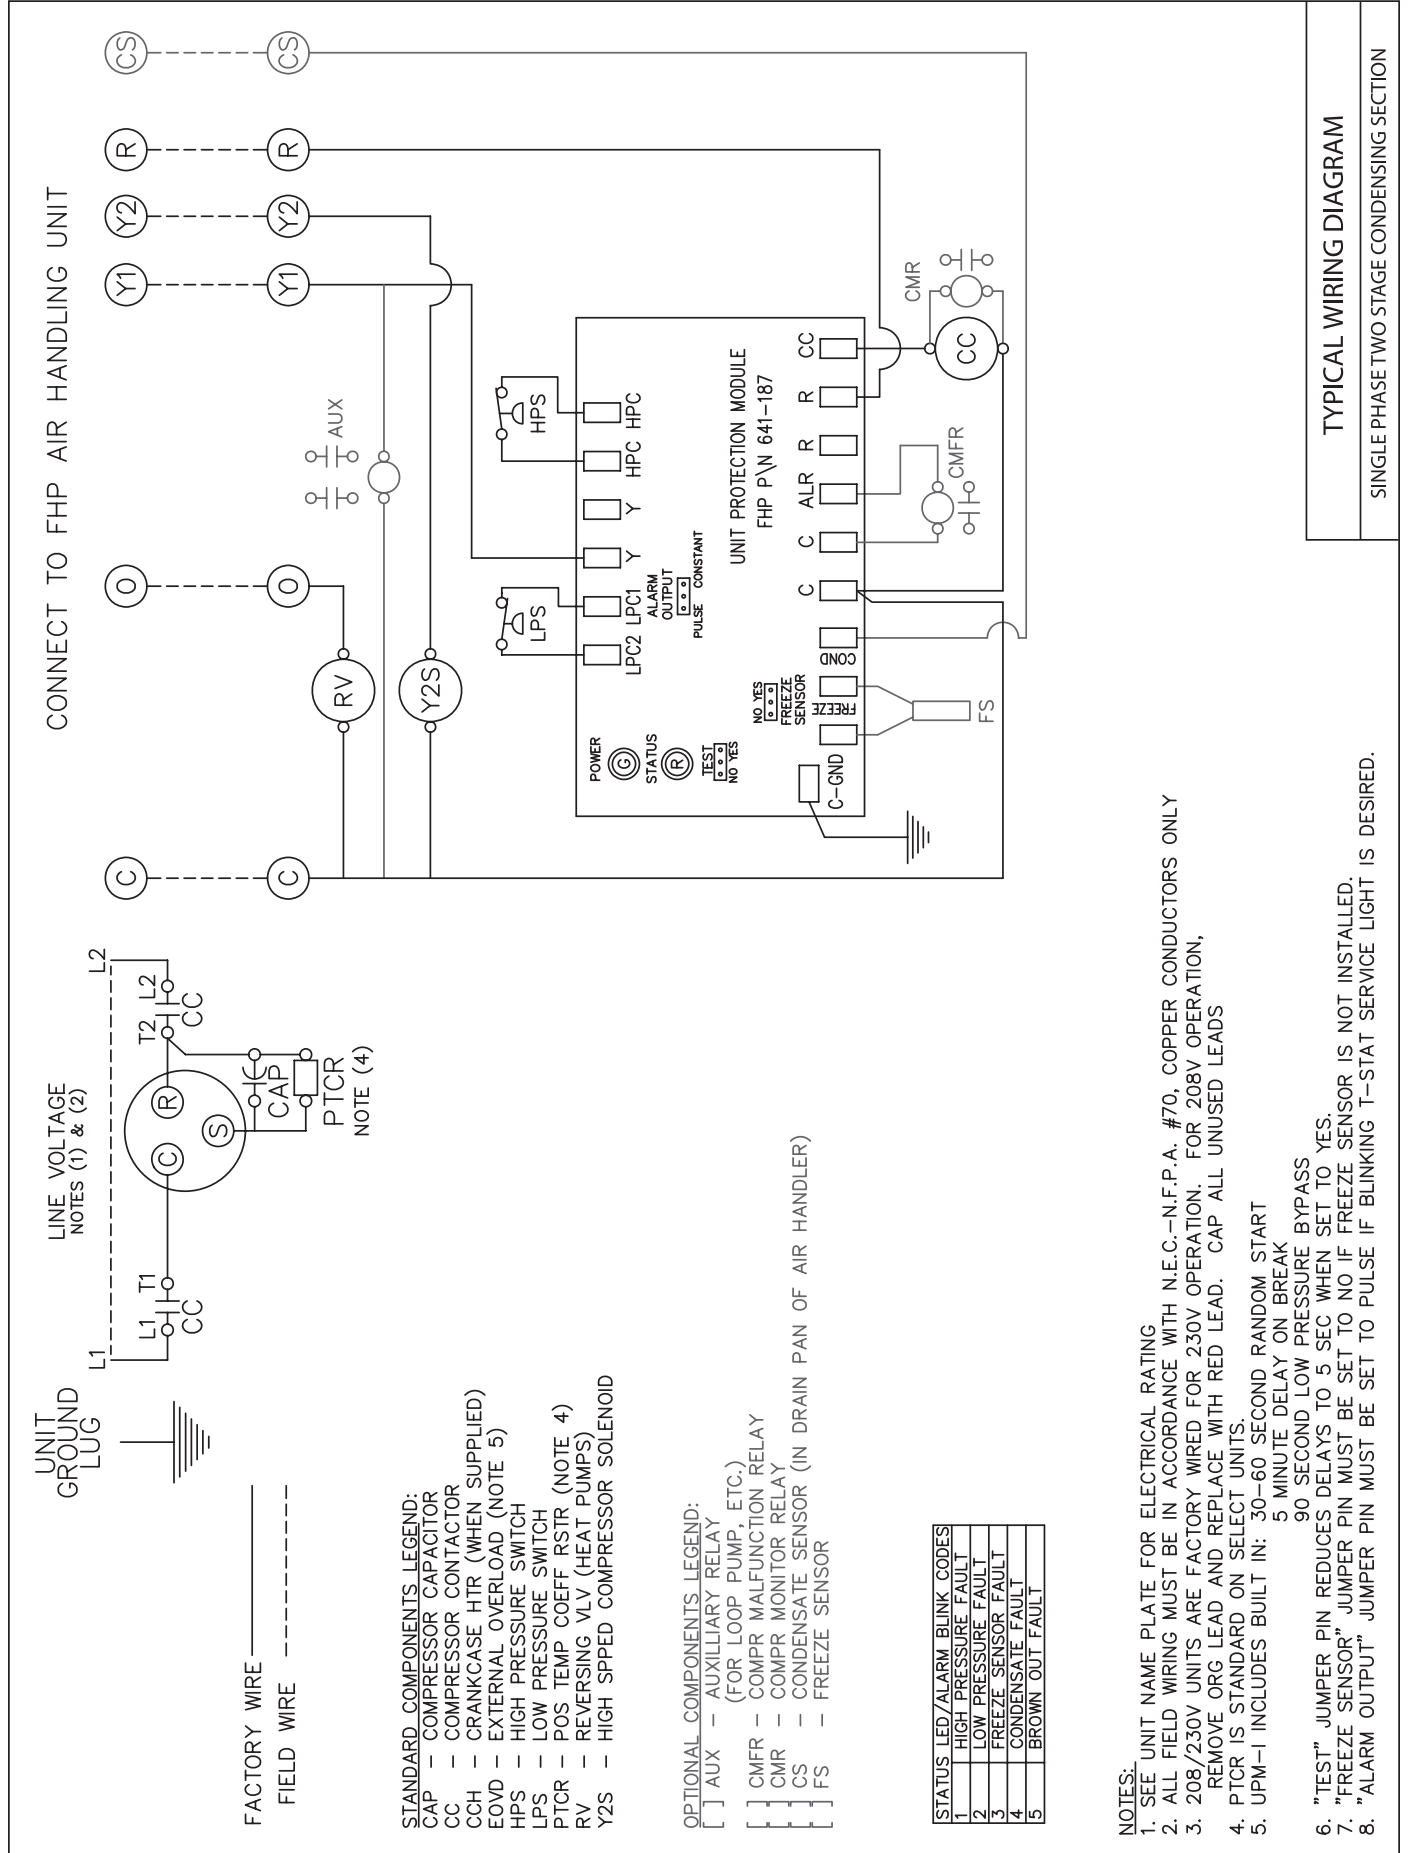 CONNECT TO FHP AIR HANDLING UNIT
C
O
Y1
Y2
R
CS
C
O
Y1
Y2
R
CS
UNIT
GROUND
LUG
LINE VOLTAGE
NOTES (1) & (2)
L1
L2
L1
T1
CC
T2
L2
CC
C
R
S
CAP
PTCR
NOTE (4)
RV
Y2S
AUX
LPS
HPS
LPC2
LPC1
Y
Y
HPC
HPC
POWER
G
STATUS
R
TEST
NO YES
ALARM
OUTPUT
PULSE
CONSTANT
UNIT PROTECTION MODULE
FHP P\N 641-187
NO YES
FREEZE
SENSOR
C-GND
FREEZE
COND
C
C
ALR
R
R
CC
FS
CMFR
CMR
CC
FACTORY WIRE
FIELD WIRE
STANDARD COMPONENTS LEGEND:
CAP – COMPRESSOR CAPACITOR
CC – COMPRESSOR CONTACTOR
CCH – CRANKCASE HTR (WHEN SUPPLIED)
EOVD – EXTERNAL OVERLOAD (NOTE 5)
HPS – HIGH PRESSURE SWITCH
LPS – LOW PRESSURE SWITCH
PTCR – POS TEMP COEFF RSTR (NOTE 4)
RV – REVERSING VLV (HEAT PUMPS)
Y2S – HIGH SPPED COMPRESSOR SOLENOID
OPTIONAL COMPONENTS LEGEND:
[ ] AUX – AUXILLIARY RELAY
(FOR LOOP PUMP, ETC.)
[ ] CMFR – COMPR MALFUNCTION RELAY
[ ] CMR – COMPR MONITOR RELAY
[ ] CS – CONDENSATE SENSOR (IN DRAIN PAN OF AIR HANDLER)
[ ] FS – FREEZE SENSOR
STATUS LED/ALARM BLINK CODES
1 HIGH PRESSURE FAULT
2 LOW PRESSURE FAULT
3 FREEZE SENSOR FAULT
4 CONDENSATE FAULT
5 BROWN OUT FAULT
NOTES:
1. SEE UNIT NAME PLATE FOR ELECTRICAL RATING
2. ALL FIELD WIRING MUST BE IN ACCORDANCE WITH N.E.C.–N.F.P.A. #70, COPPER CONDUCTORS ONLY
3. 208/230V UNITS ARE FACTORY WIRED FOR 230V OPERATION. FOR 208V OPERATION,
REMOVE ORG LEAD AND REPLACE WITH RED LEAD. CAP ALL UNUSED LEADS
4. PTCR IS STANDARD ON SELECT UNITS.
5. UPM–I INCLUDES BUILT IN: 30–60 SECOND RANDOM START
5 MINUTE DELAY ON BREAK
90 SECOND LOW PRESSURE BYPASS
6. "TEST" JUMPER PIN REDUCES DELAYS TO 5 SEC WHEN SET TO YES.
7. "FREEZE SENSOR" JUMPER PIN MUST BE SET TO NO IF FREEZE SENSOR IS NOT INSTALLED.
8. "ALARM OUTPUT" JUMPER PIN MUST BE SET TO PULSE IF BLINKING T–STAT SERVICE LIGHT IS DESIRED.
TYPICAL WIRING DIAGRAM
SINGLE PHASE TWO STAGE CONDENSING SECTION